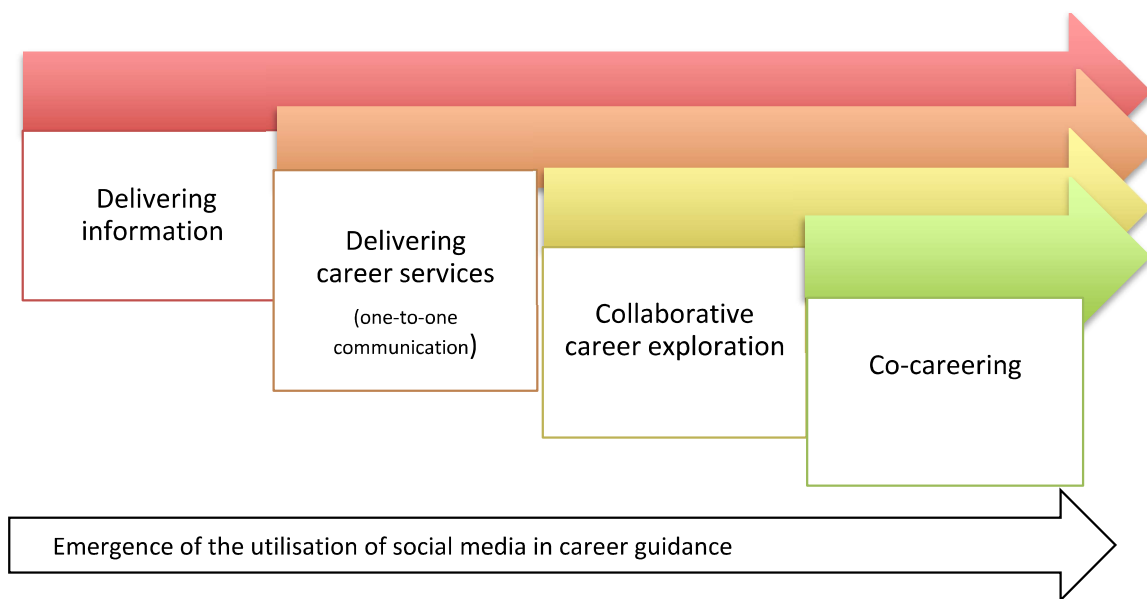 Delivering
information
Delivering
career services
(one-to-one
communication)
Collaborative
career exploration
Co-careering
Emergence of the utilisation of social media in career guidance